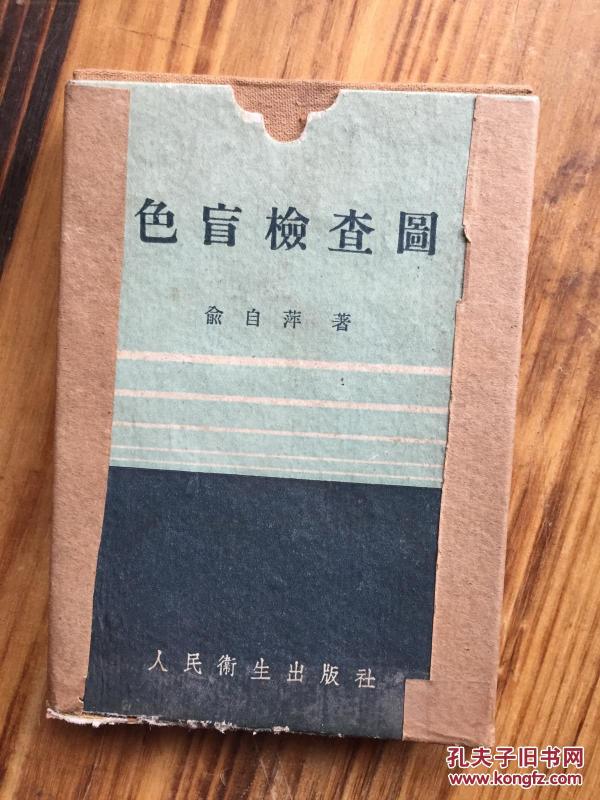 色盲檢查圖
俞自萍 著
人民衛生出版社
孔夫子旧书网
www.kongfz.com